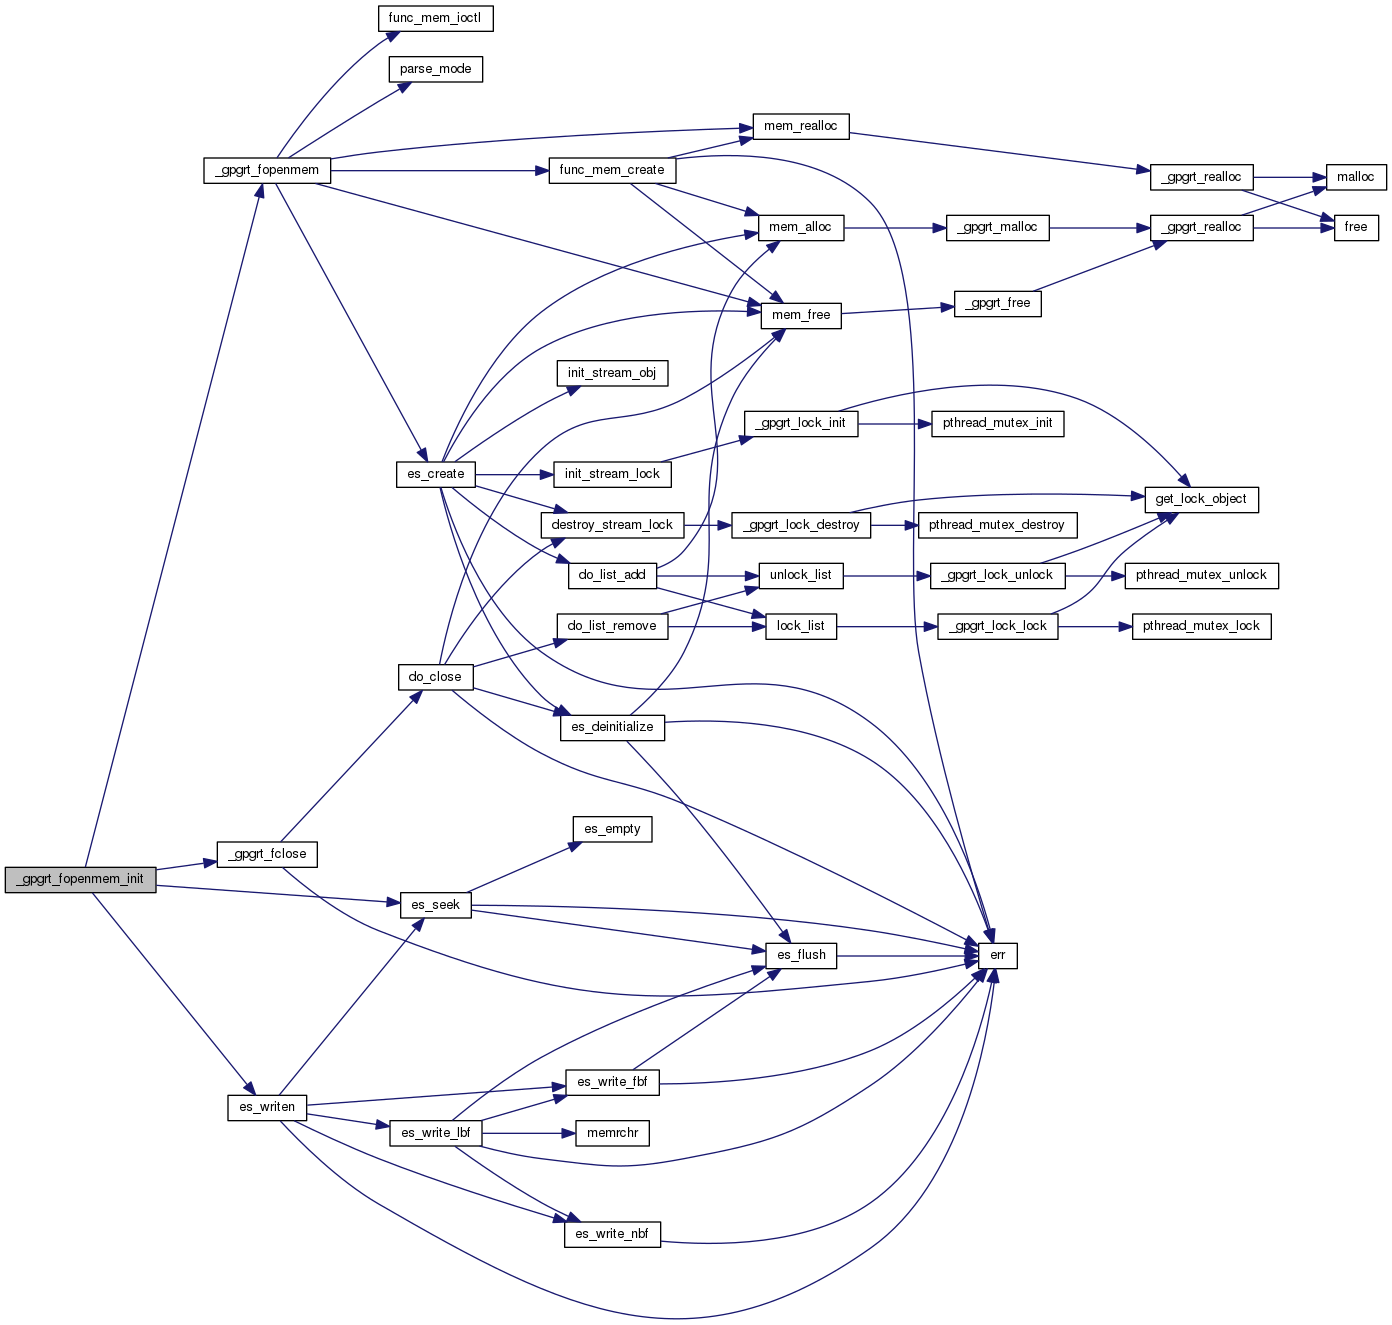 func_mem_ioctl
parse_mode
mem_realloc
_gpgrt_fopenmem
func_mem_create
_gpgrt_realloc
malloc
mem_alloc
_gpgrt_malloc
_gpgrt_realloc
free
mem_free
_gpgrt_free
init_stream_obj
_gpgrt_lock_init
pthread_mutex_init
es_create
init_stream_lock
get_lock_object
destroy_stream_lock
_gpgrt_lock_destroy
pthread_mutex_destroy
do_list_add
unlock_list
_gpgrt_lock_unlock
pthread_mutex_unlock
do_list_remove
lock_list
_gpgrt_lock_lock
pthread_mutex_lock
do_close
es_deinitialize
es_empty
_gpgrt_fclose
_gpgrt_fopenmem_init
es_seek
es_flush
err
es_write_fbf
es_writen
es_write_lbf
memrchr
es_write_nbf